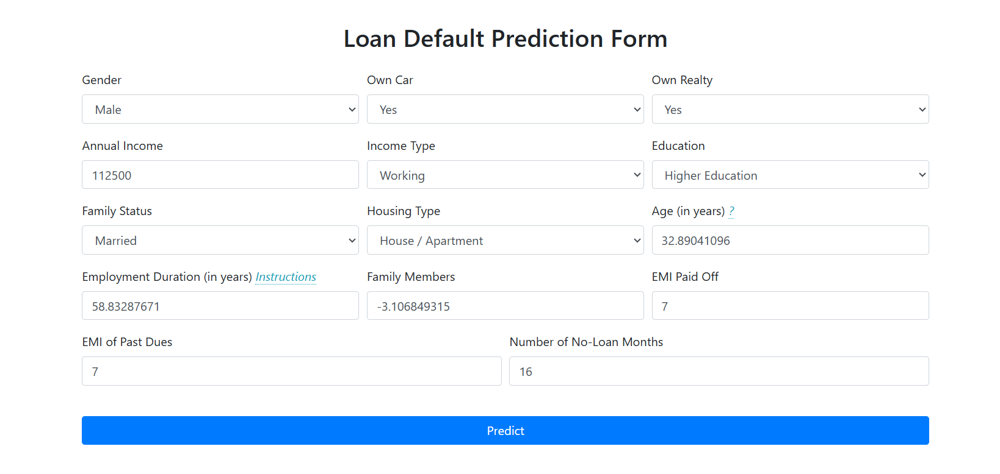 Loan Default Prediction Form
Gender Own Car Own Realty
Male Yes Yes
Annual Income Income Type Education
112500 Working Higher Education
Family Status Housing Type Age (in years) ?
Married House / Apartment 32.89041096
Employment Duration (in years) Instructions Family Members EMI Paid Off
58.83287671 -3.106849315 7
EMI of Past Dues Number of No-Loan Months
7 16
Predict